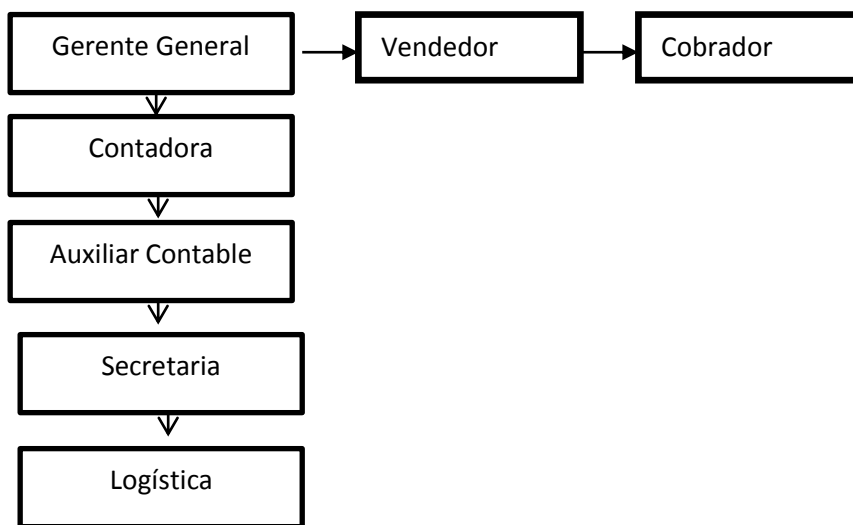 Gerente General
Vendedor
Cobrador
Contadora
Auxiliar Contable
Secretaria
Logística